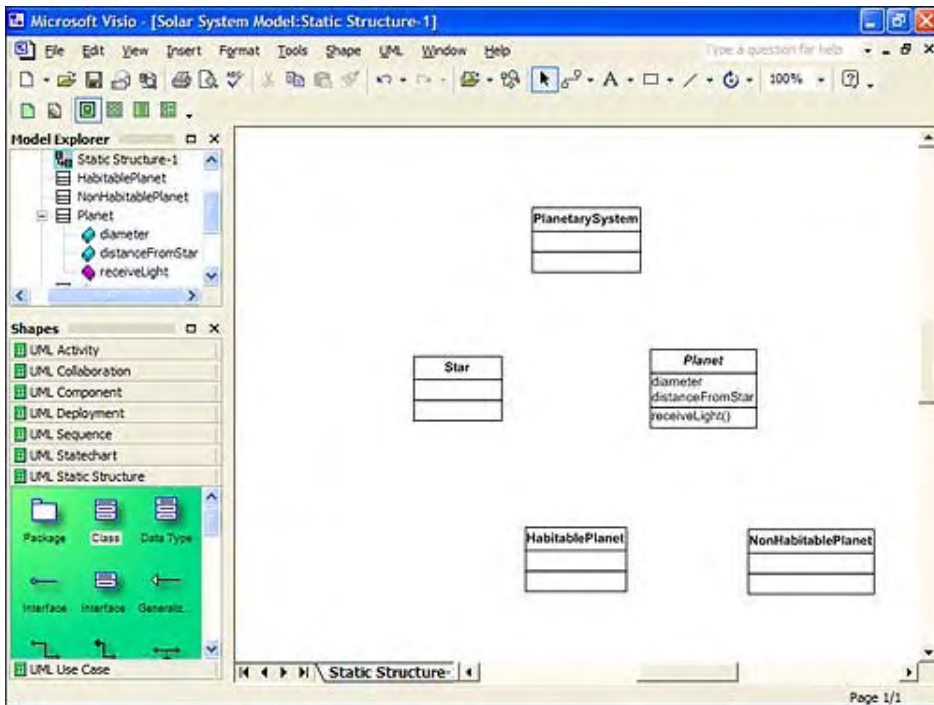 Microsoft Visio - [Solar System Model:Static Structure-1]
File Edit View Insert Format Tools Shape UML Window Help Type a question for help
100%
Model Explorer
Static Structure-1
HabitablePlanet
NonHabitablePlanet
Planet
diameter
distanceFromStar
receiveLight
Shapes
UML Activity
UML Collaboration
UML Component
UML Deployment
UML Sequence
UML Statechart
UML Static Structure
Package Class Data Type
Interface Interface Generaliz...
UML Use Case
PlanetarySystem
Star
Planet
diameter
distanceFromStar
receiveLight()
HabitablePlanet
NonHabitablePlanet
Static Structure-
Page 1/1